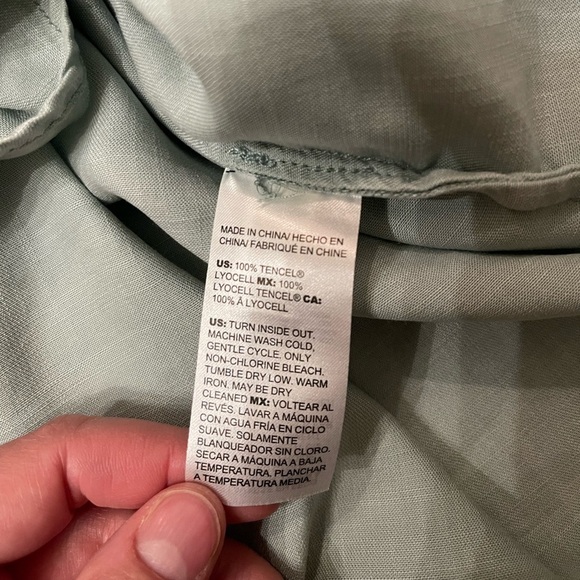 MADE IN CHINA/ HECHO EN
CHINA/ FABRIQUÉ EN CHINE
US: 100% TENCEL®
LYOCELL MX: 100%
LYOCELL TENCEL® CA:
100% Â LYOCELL
US: TURN INSIDE OUT.
MACHINE WASH COLD,
GENTLE CYCLE. ONLY
NON-CHLORINE BLEACH.
TUMBLE DRY LOW. WARM
IRON. MAY BE DRY
CLEANED MX: VOLTEAR AL
REVÉS. LAVAR A MÁQUINA
CON AGUA FRÍA EN CICLO
SUAVE. SOLAMENTE
BLANQUEADOR SIN CLORO.
SECAR A MÁQUINA A BAJA
TEMPERATURA. PLANCHAR
A TEMPERATURA MEDIA.